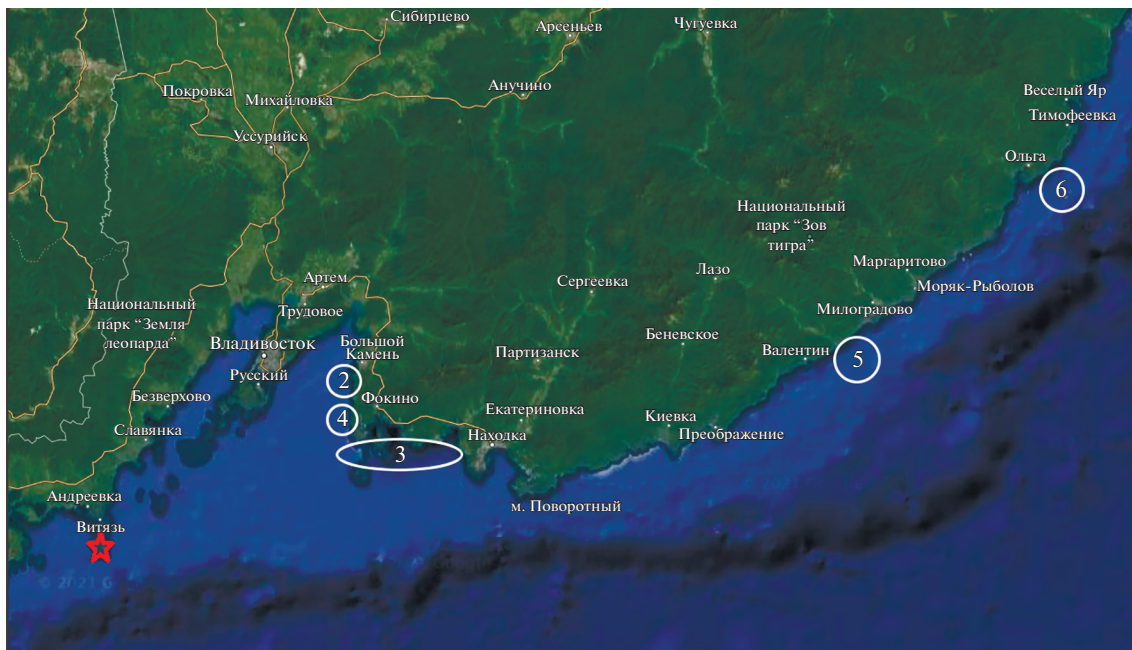 Сибирцево
Арсеньев
Чугуевка
Покровка
Михайловка
Анучино
Веселый Яр
Тимофеевка
Уссурийск
Ольга
6
Национальный
парк “Зов
тигра”
Артем
Сергеевка
Лазо
Маргаритово
Моряк-Рыболов
Национальный
парк “Земля
леопарда”
Трудовое
Милоградово
Владивосток
Большой
Камень
Беневское
Партизанск
Валентин
5
Русский
2
Безверхово
Фокино
4
Екатериновка
Киевка
Славянка
Находка
Преображение
3
Андреевка
м. Поворотный
Витязь
© 2021 G